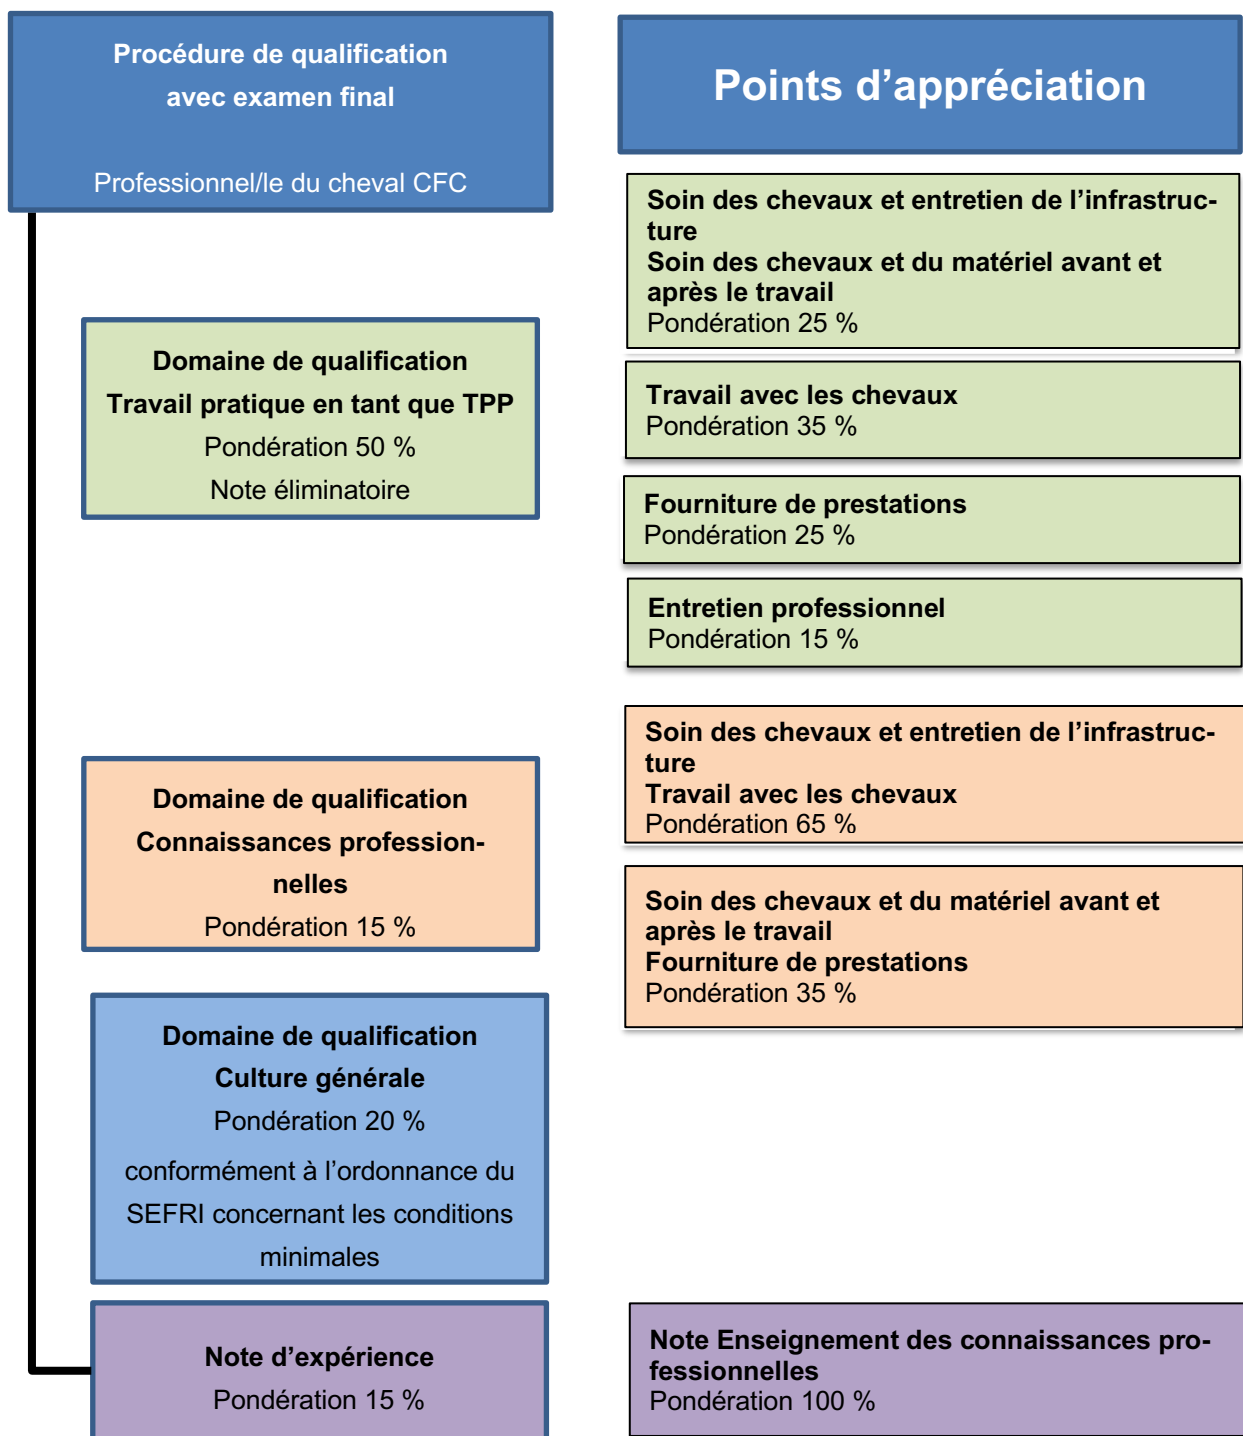 Procédure de qualification
avec examen final
Professionnel/le du cheval CFC
Points d’appréciation
Domaine de qualification
Travail pratique en tant que TPP
Pondération 50 %
Note éliminatoire
Soin des chevaux et entretien de l’infrastruc-
ture
Soin des chevaux et du matériel avant et
après le travail
Pondération 25 %
Travail avec les chevaux
Pondération 35 %
Fourniture de prestations
Pondération 25 %
Entretien professionnel
Pondération 15 %
Domaine de qualification
Connaissances profession-
nelles
Pondération 15 %
Soin des chevaux et entretien de l’infrastruc-
ture
Travail avec les chevaux
Pondération 65 %
Soin des chevaux et du matériel avant et
après le travail
Fourniture de prestations
Pondération 35 %
Domaine de qualification
Culture générale
Pondération 20 %
conformément à l’ordonnance du
SEFRI concernant les conditions
minimales
Note d’expérience
Pondération 15 %
Note Enseignement des connaissances pro-
fessionnelles
Pondération 100 %